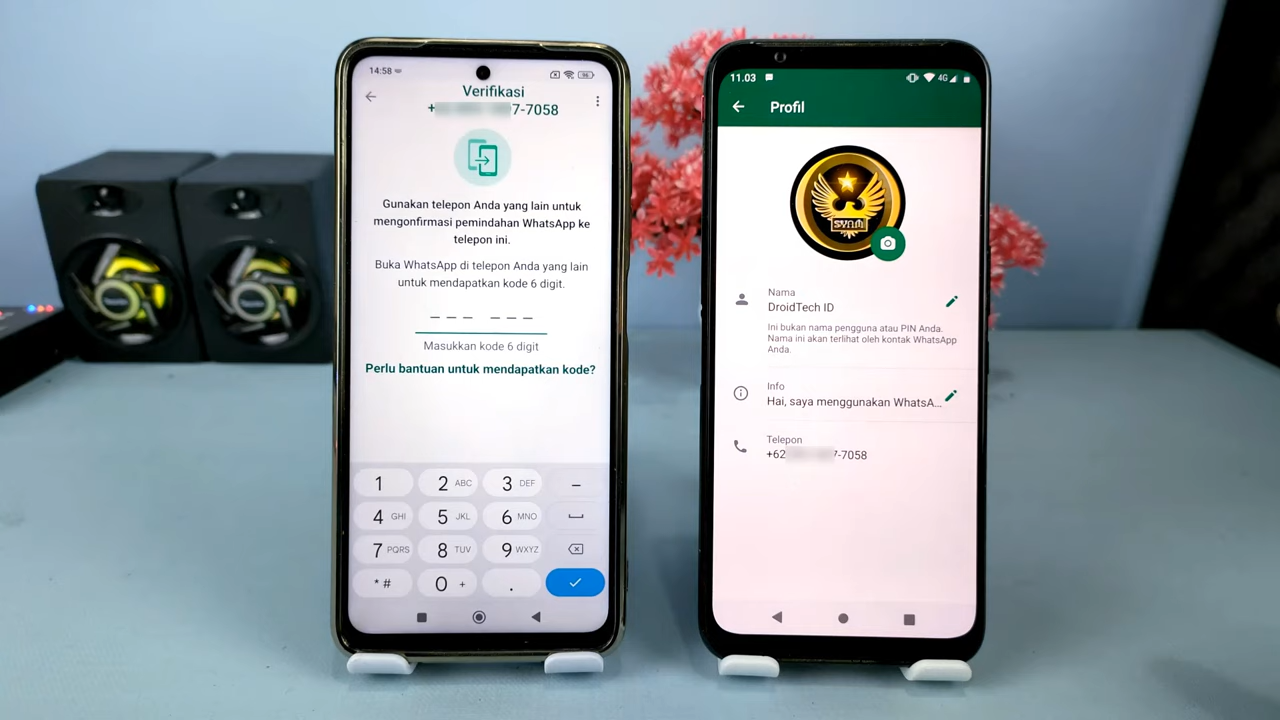 14:58
Verifikasi
+ 7-7058
Gunakan telepon Anda yang lain untuk
mengonfirmasi pemindahan WhatsApp ke
telepon ini.
Buka WhatsApp di telepon Anda yang lain
untuk mendapatkan kode 6 digit.
Masukkan kode 6 digit
Perlu bantuan untuk mendapatkan kode?
1 2 ABC 3 DEF –
4 GHI 5 JKL 6 MNO
7 PQRS 8 TUV 9 WXYZ
* # 0 + .
11.03 4G
Profil
SYAM
Nama
DroidTech ID
Ini bukan nama pengguna atau PIN Anda.
Nama ini akan terlihat oleh kontak WhatsApp
Anda.
Info
Hai, saya menggunakan WhatsA...
Telepon
+62 7-7058